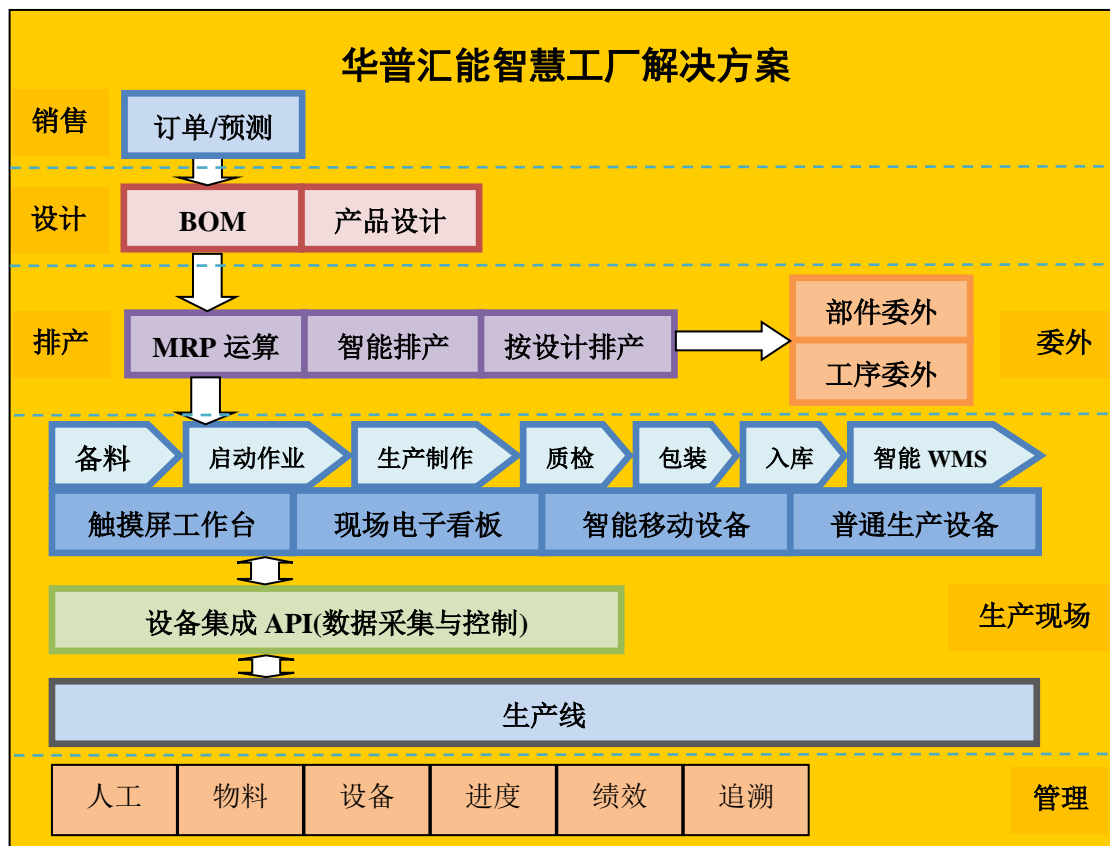 华普汇能智慧工厂解决方案
销售
订单/预测
设计
BOM
产品设计
排产
MRP 运算
智能排产
按设计排产
部件委外
工序委外
委外
备料
启动作业
生产制作
质检
包装
入库
智能 WMS
触摸屏工作台
现场电子看板
智能移动设备
普通生产设备
设备集成 API(数据采集与控制)
生产现场
生产线
人工
物料
设备
进度
绩效
追溯
管理